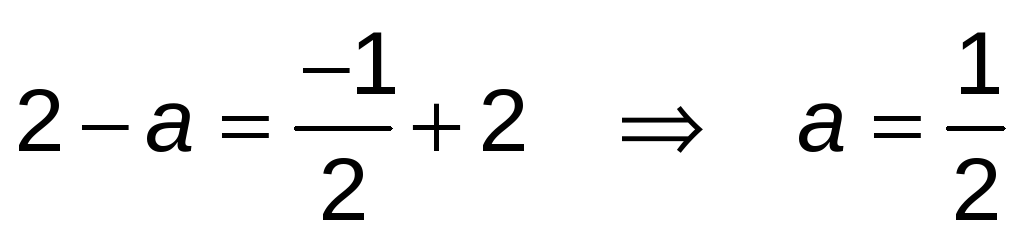 2 − a = −1/2 + 2 ⇒ a = 1/2